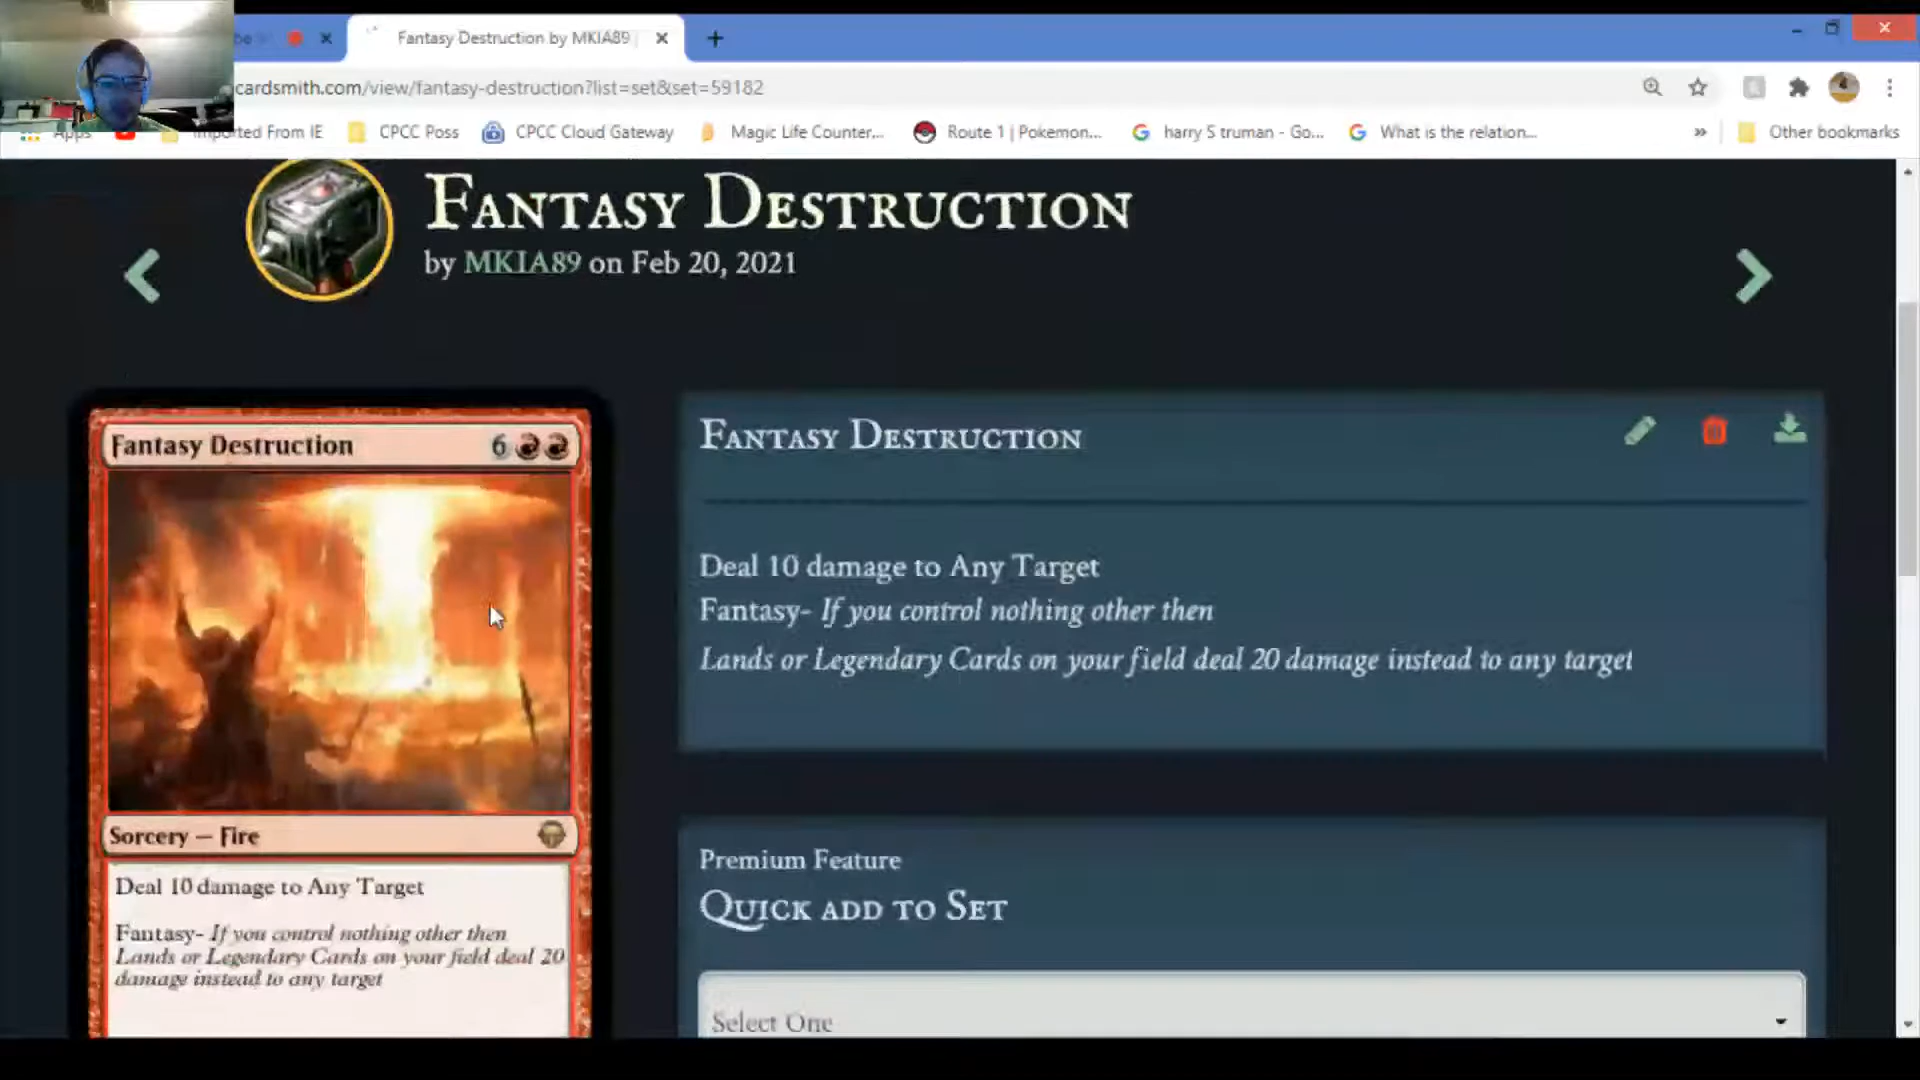 Fantasy Destruction by MKIA89
cardsmith.com/view/fantasy-destruction?list=set&set=59182
Apps
Imported From IE
CPCC Poss
CPCC Cloud Gateway
Magic Life Counter...
Route 1 | Pokemon...
harry S truman - Go...
What is the relation...
»
Other bookmarks
Fantasy Destruction
by MKIA89 on Feb 20, 2021
Fantasy Destruction 6
Sorcery — Fire
Deal 10 damage to Any Target
Fantasy- If you control nothing other then
Lands or Legendary Cards on your field deal 20
damage instead to any target
Fantasy Destruction
Deal 10 damage to Any Target
Fantasy- If you control nothing other then
Lands or Legendary Cards on your field deal 20 damage instead to any target
Premium Feature
Quick add to Set
Select One